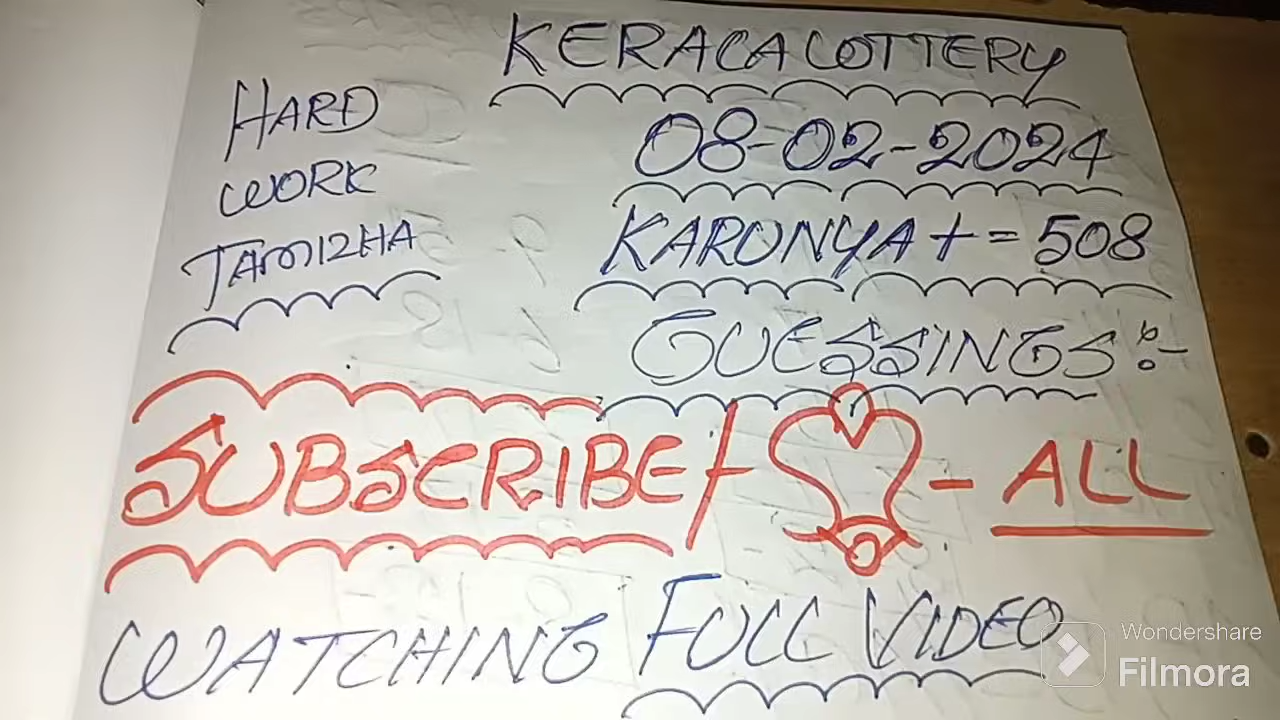 KERALA LOTTERY
HARD
WORK
TAMIZHA
08-02-2024
KARUNYA + = 508
GUESSINGS :-
SUBSCRIBE / - ALL
WATCHING FULL VIDEO
Wondershare
Filmora